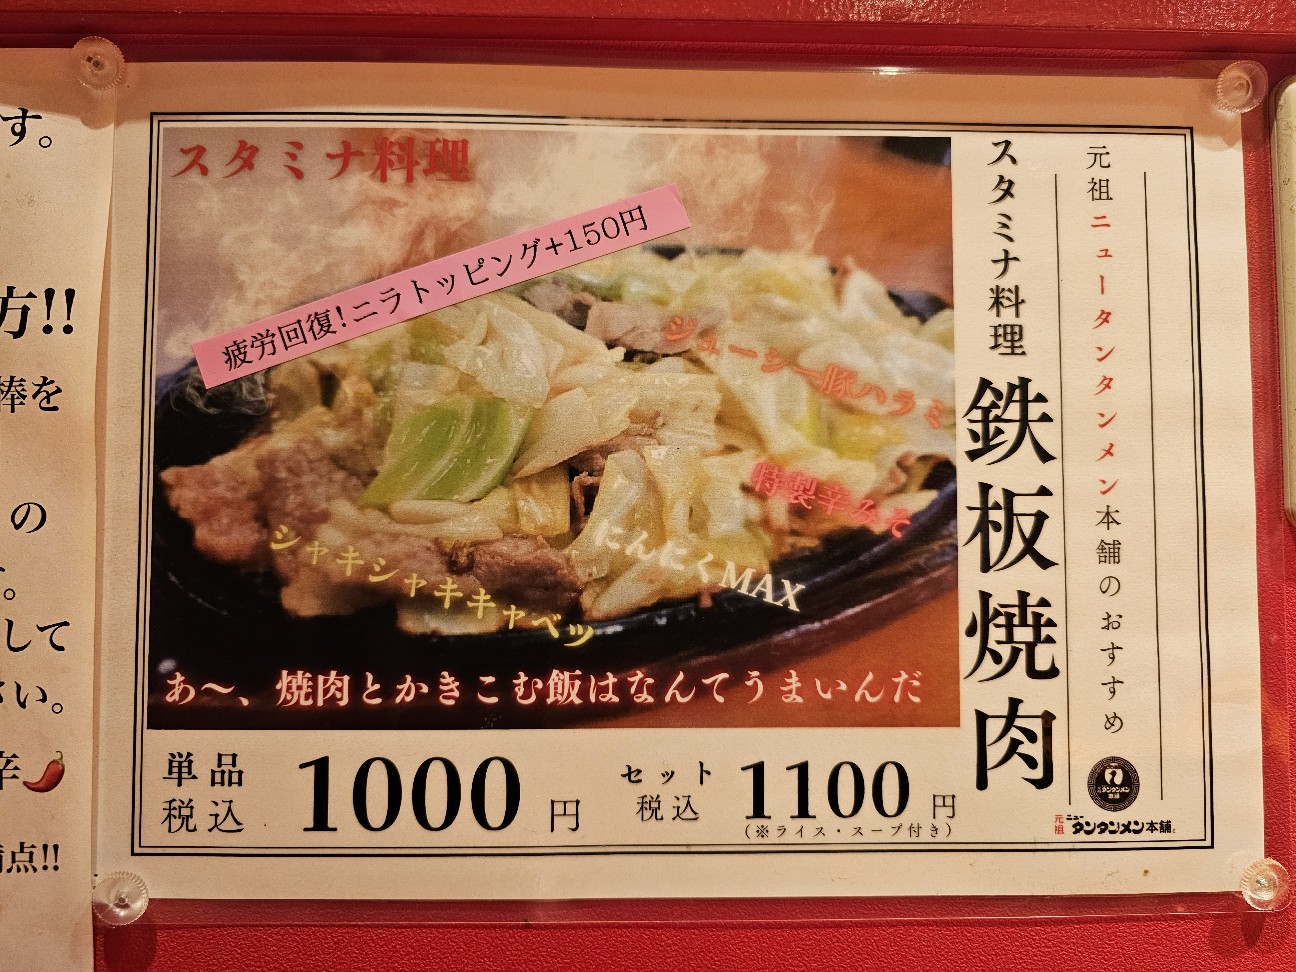 す。
方!!
棒を
の
。
して
さい。
辛
満点!!
元祖ニュータンタンメン本舗のおすすめ
スタミナ料理
鉄板焼肉
スタミナ料理
疲労回復!ニラトッピング+150円
ジューシー豚ハラミ
特製辛みそ
にんにくMAX
シャキシャキキャベツ
あ〜、焼肉とかきこむ飯はなんてうまいんだ
単品
税込
1000円
セット
税込
1100円
(※ライス・スープ付き)
元祖
ニュー
タンタンメン本舗